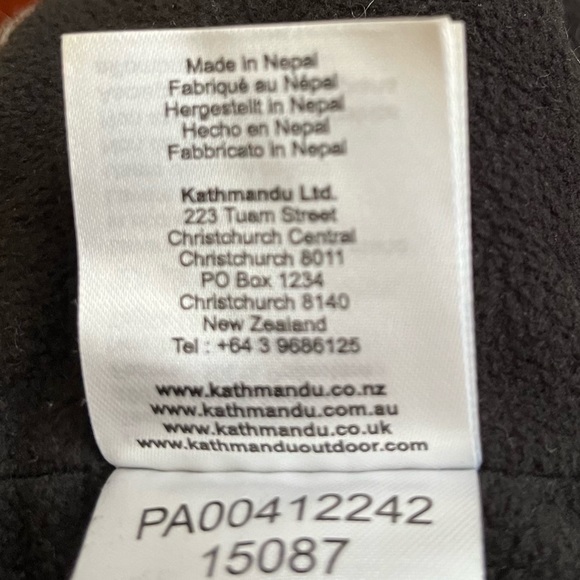 Made in Nepal
Fabriqué au Népal
Hergestellt in Nepal
Hecho en Nepal
Fabbricato in Nepal
Kathmandu Ltd.
223 Tuam Street
Christchurch Central
Christchurch 8011
PO Box 1234
Christchurch 8140
New Zealand
Tel : +64 3 9686125
www.kathmandu.co.nz
www.kathmandu.com.au
www.kathmandu.co.uk
www.kathmanduoutdoor.com
PA00412242
15087